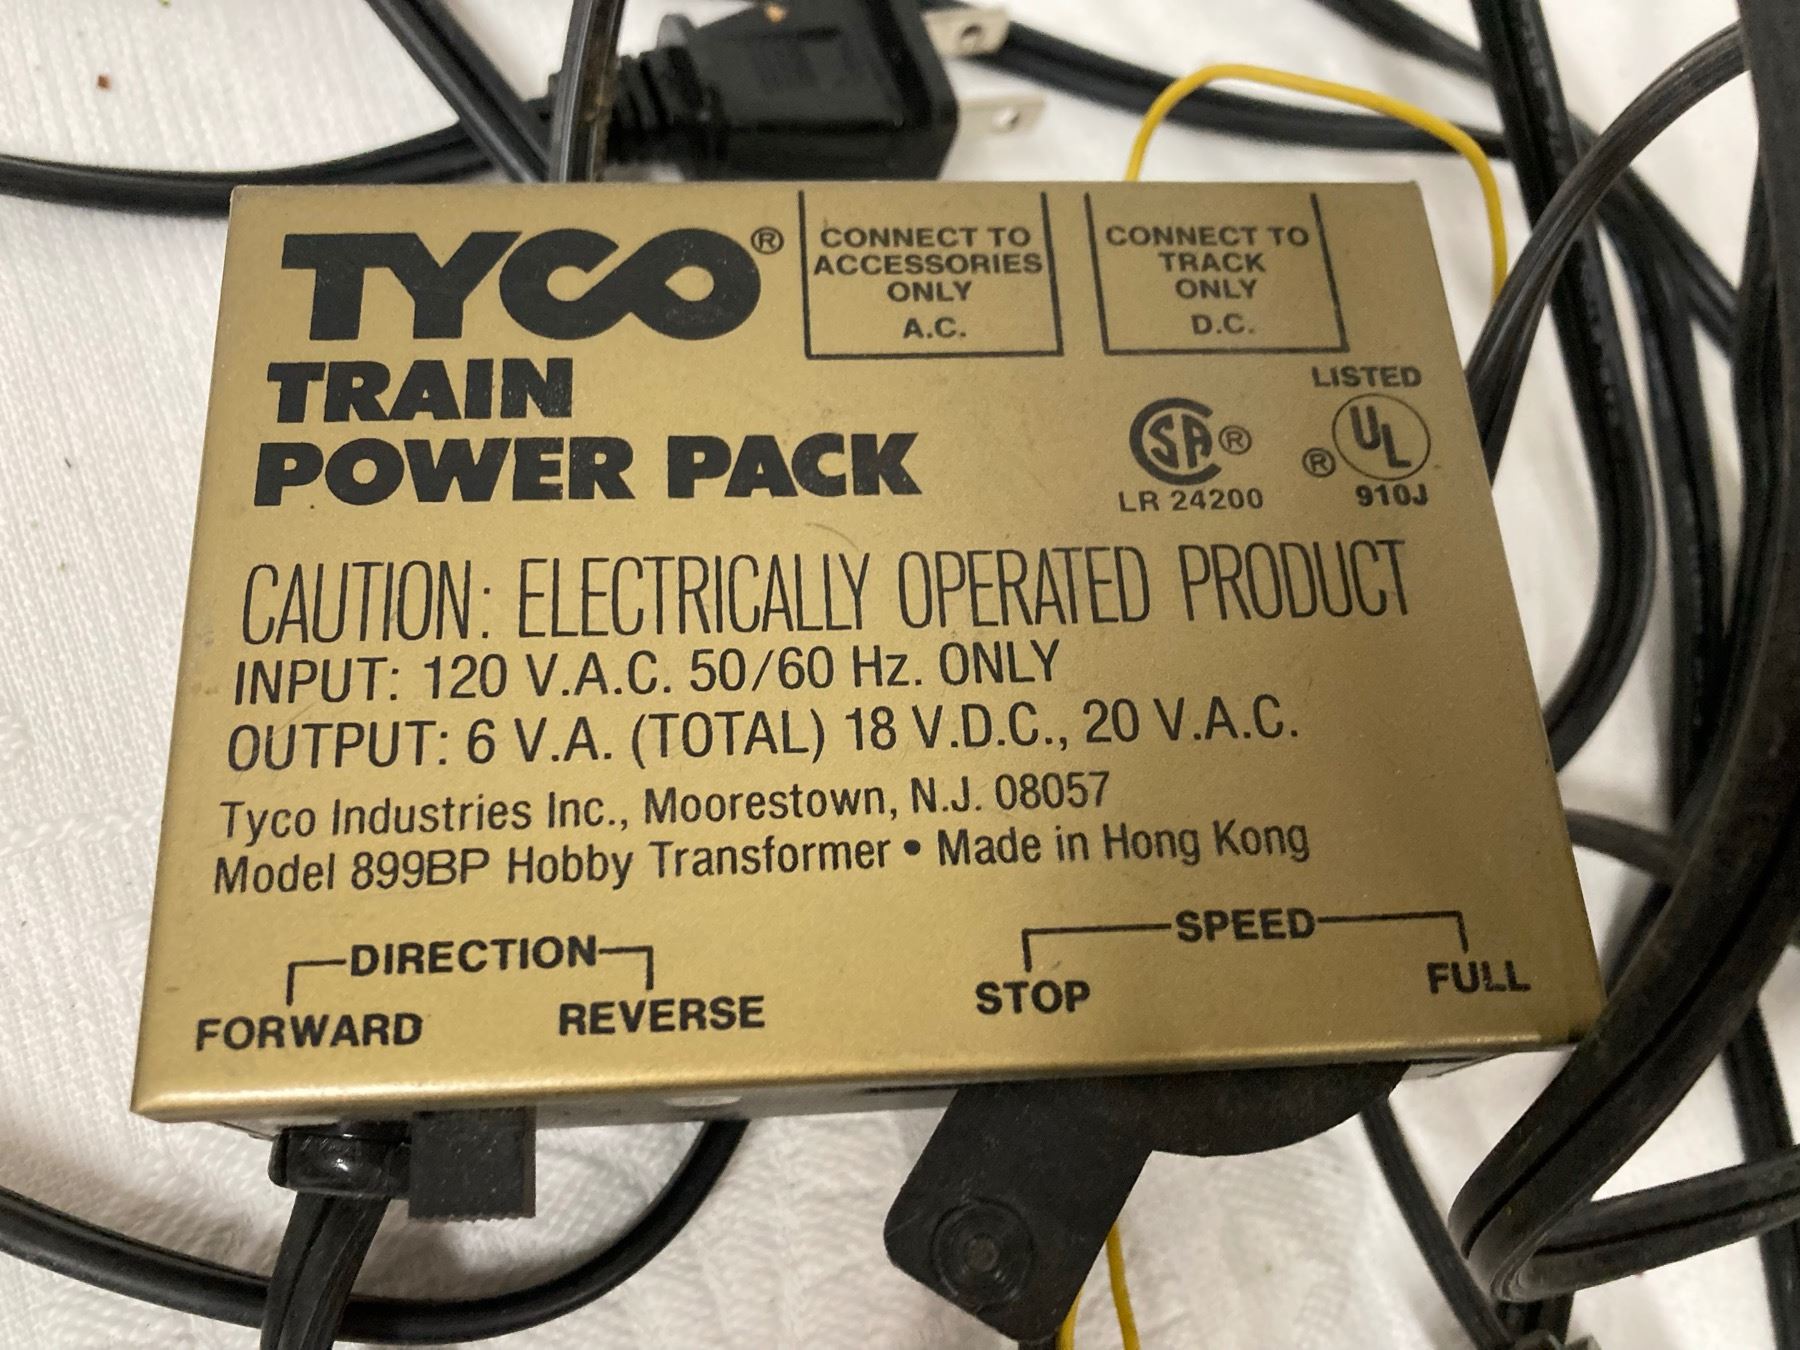 TYCO®
TRAIN
POWER PACK
CONNECT TO
ACCESSORIES
ONLY
A.C.
CONNECT TO
TRACK
ONLY
D.C.
SA ®
LR 24200
LISTED
® UL
910J
CAUTION: ELECTRICALLY OPERATED PRODUCT
INPUT: 120 V.A.C. 50/60 Hz. ONLY
OUTPUT: 6 V.A. (TOTAL) 18 V.D.C., 20 V.A.C.
Tyco Industries Inc., Moorestown, N.J. 08057
Model 899BP Hobby Transformer • Made in Hong Kong
DIRECTION
FORWARD REVERSE
SPEED
STOP FULL